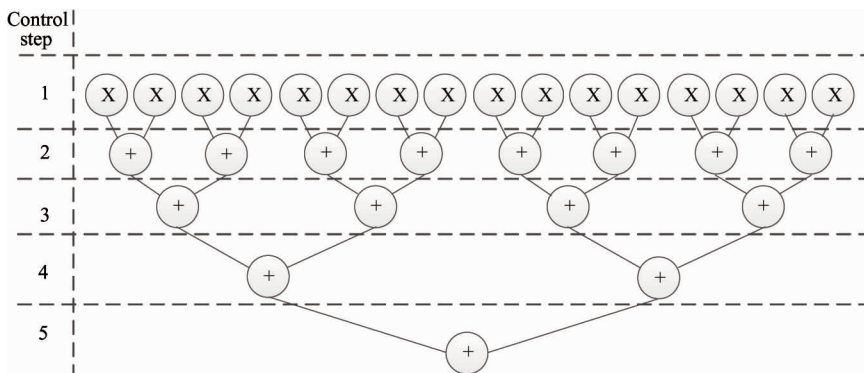 Control
step
1 X X X X X X X X X X X X X X X X
2 + + + + + + + +
3 + + + +
4 + +
5 +